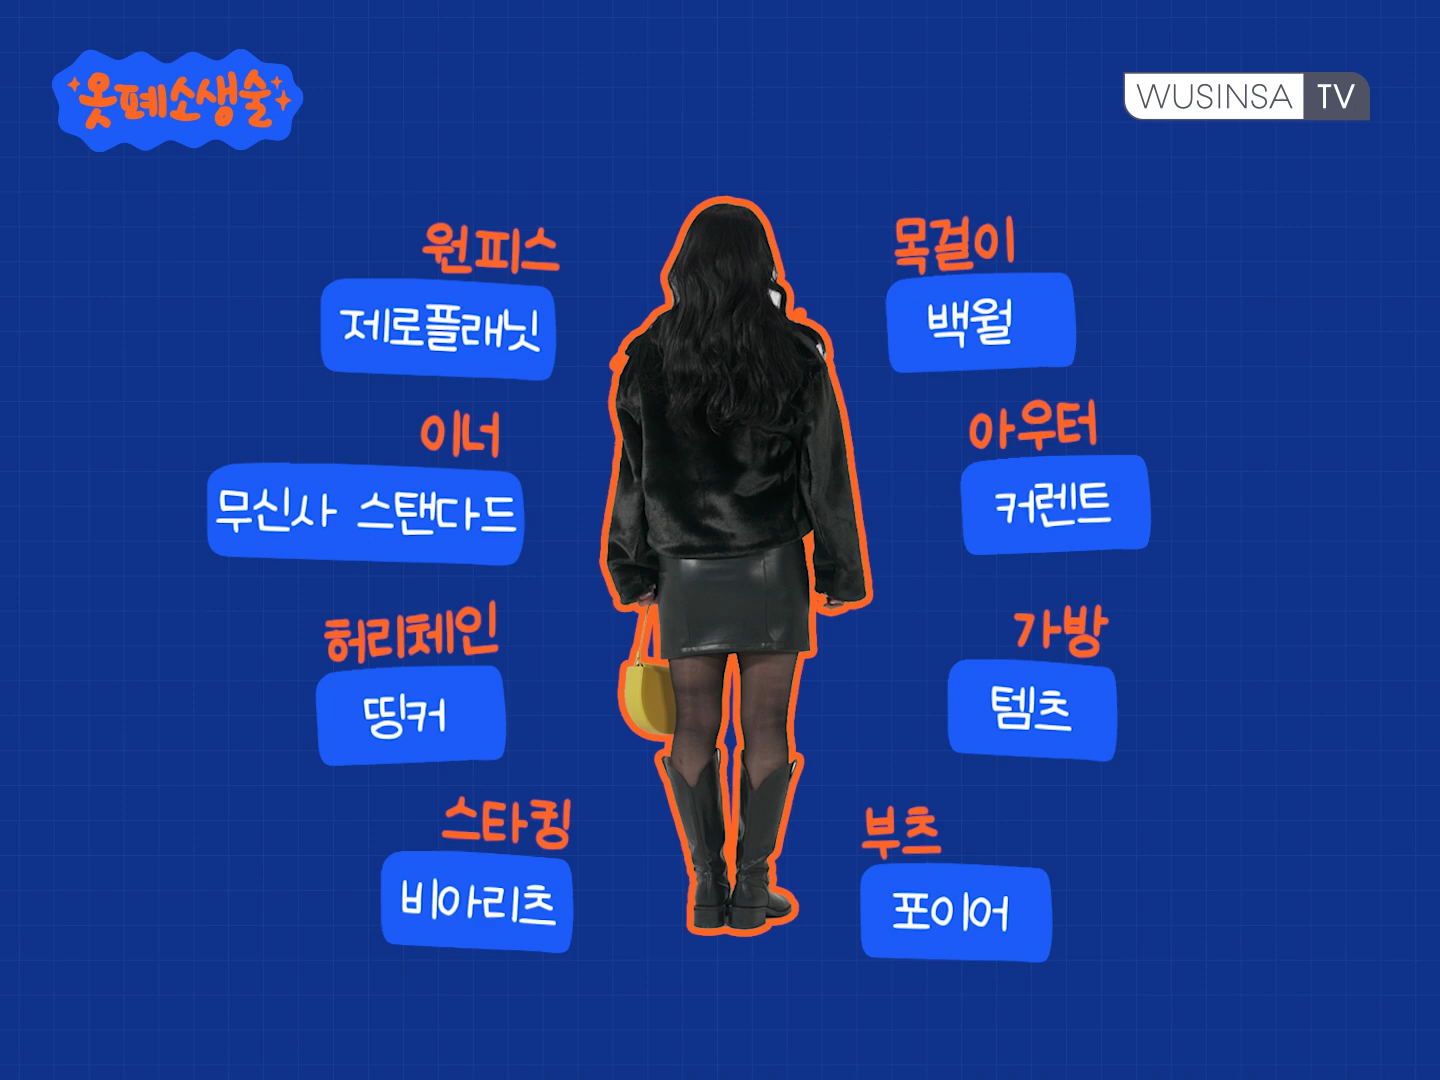 옷폐소생술
WUSINSA TV
원피스
제로플래닛
이너
무신사 스탠다드
허리체인
띵커
스타킹
비아리츠
목걸이
백월
아우터
커렌트
가방
템츠
부츠
포이어